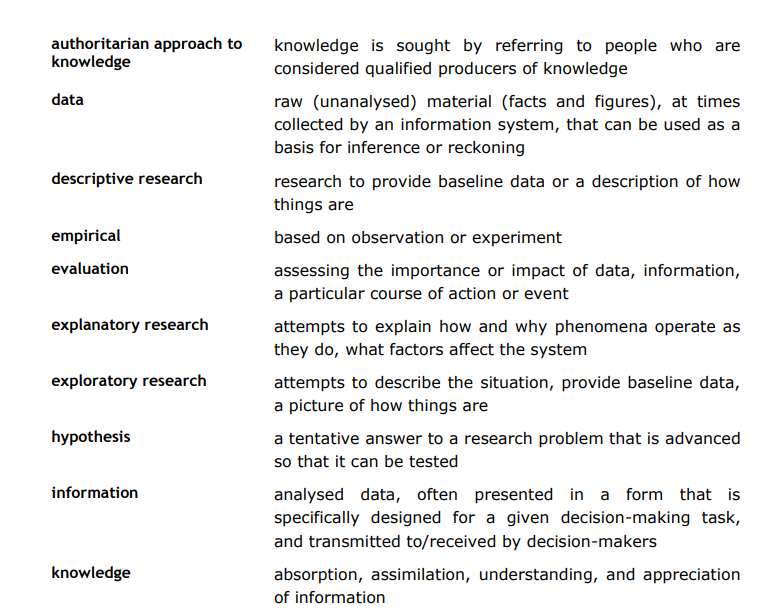 authoritarian approach to
knowledge
knowledge is sought by referring to people who are
considered qualified producers of knowledge
data
raw (unanalysed) material (facts and figures), at times
collected by an information system, that can be used as a
basis for inference or reckoning
descriptive research
research to provide baseline data or a description of how
things are
empirical
based on observation or experiment
evaluation
assessing the importance or impact of data, information,
a particular course of action or event
explanatory research
attempts to explain how and why phenomena operate as
they do, what factors affect the system
exploratory research
attempts to describe the situation, provide baseline data,
a picture of how things are
hypothesis
a tentative answer to a research problem that is advanced
so that it can be tested
information
analysed data, often presented in a form that is
specifically designed for a given decision-making task,
and transmitted to/received by decision-makers
knowledge
absorption, assimilation, understanding, and appreciation
of information